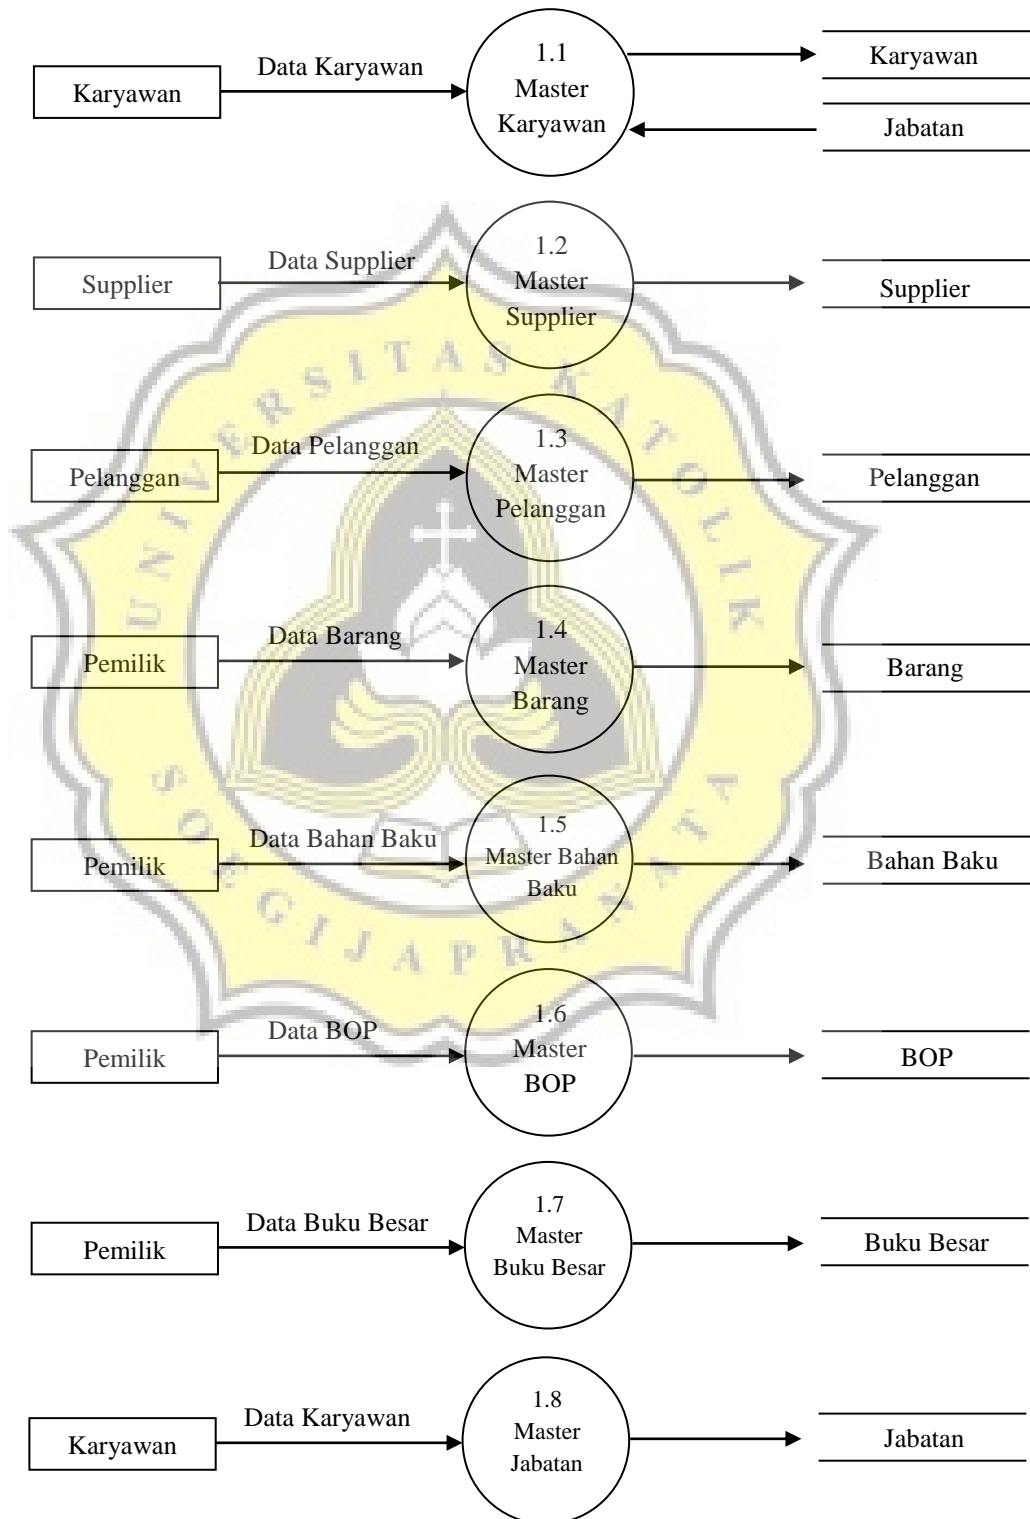 Data Karyawan
Karyawan
1.1
Master
Karyawan
Karyawan
Jabatan
Data Supplier
Supplier
1.2
Master
Supplier
Supplier
Data Pelanggan
Pelanggan
1.3
Master
Pelanggan
Pelanggan
Data Barang
Pemilik
1.4
Master
Barang
Barang
Data Bahan Baku
Pemilik
1.5
Master Bahan
Baku
Bahan Baku
Data BOP
Pemilik
1.6
Master
BOP
BOP
Data Buku Besar
Pemilik
1.7
Master
Buku Besar
Buku Besar
Data Karyawan
Karyawan
1.8
Master
Jabatan
Jabatan
UNIVERSITAS KATOLIK
SOEGIJAPRANATA